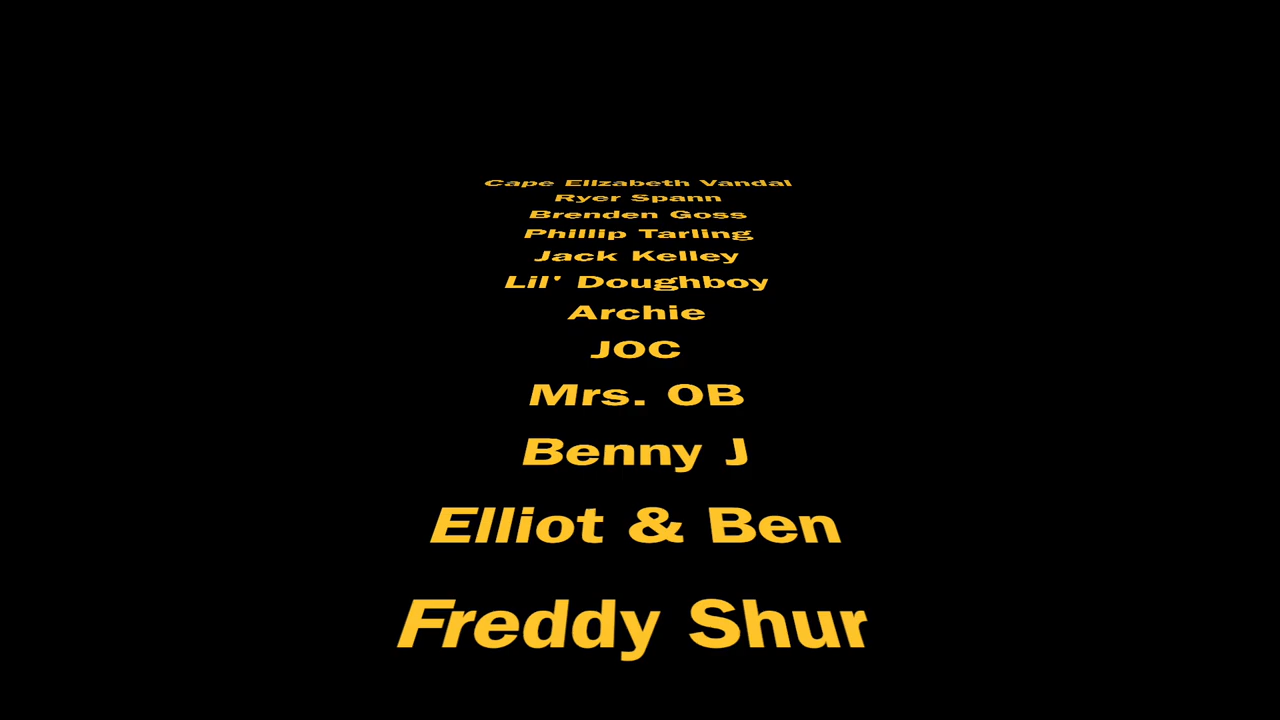 Cape Elizabeth Vandal
Ryer Spann
Brenden Goss
Phillip Tarling
Jack Kelley
Lil' Doughboy
Archie
JOC
Mrs. OB
Benny J
Elliot & Ben
Freddy Shur